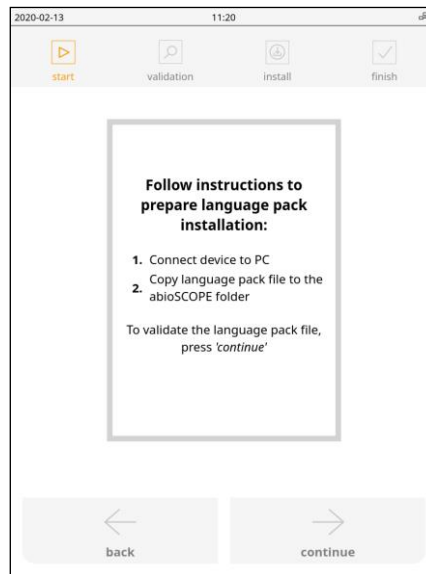 2020-02-13 11:20
start validation install finish
Follow instructions to
prepare language pack
installation:
1. Connect device to PC
2. Copy language pack file to the
abioSCOPE folder
To validate the language pack file,
press 'continue'
back continue